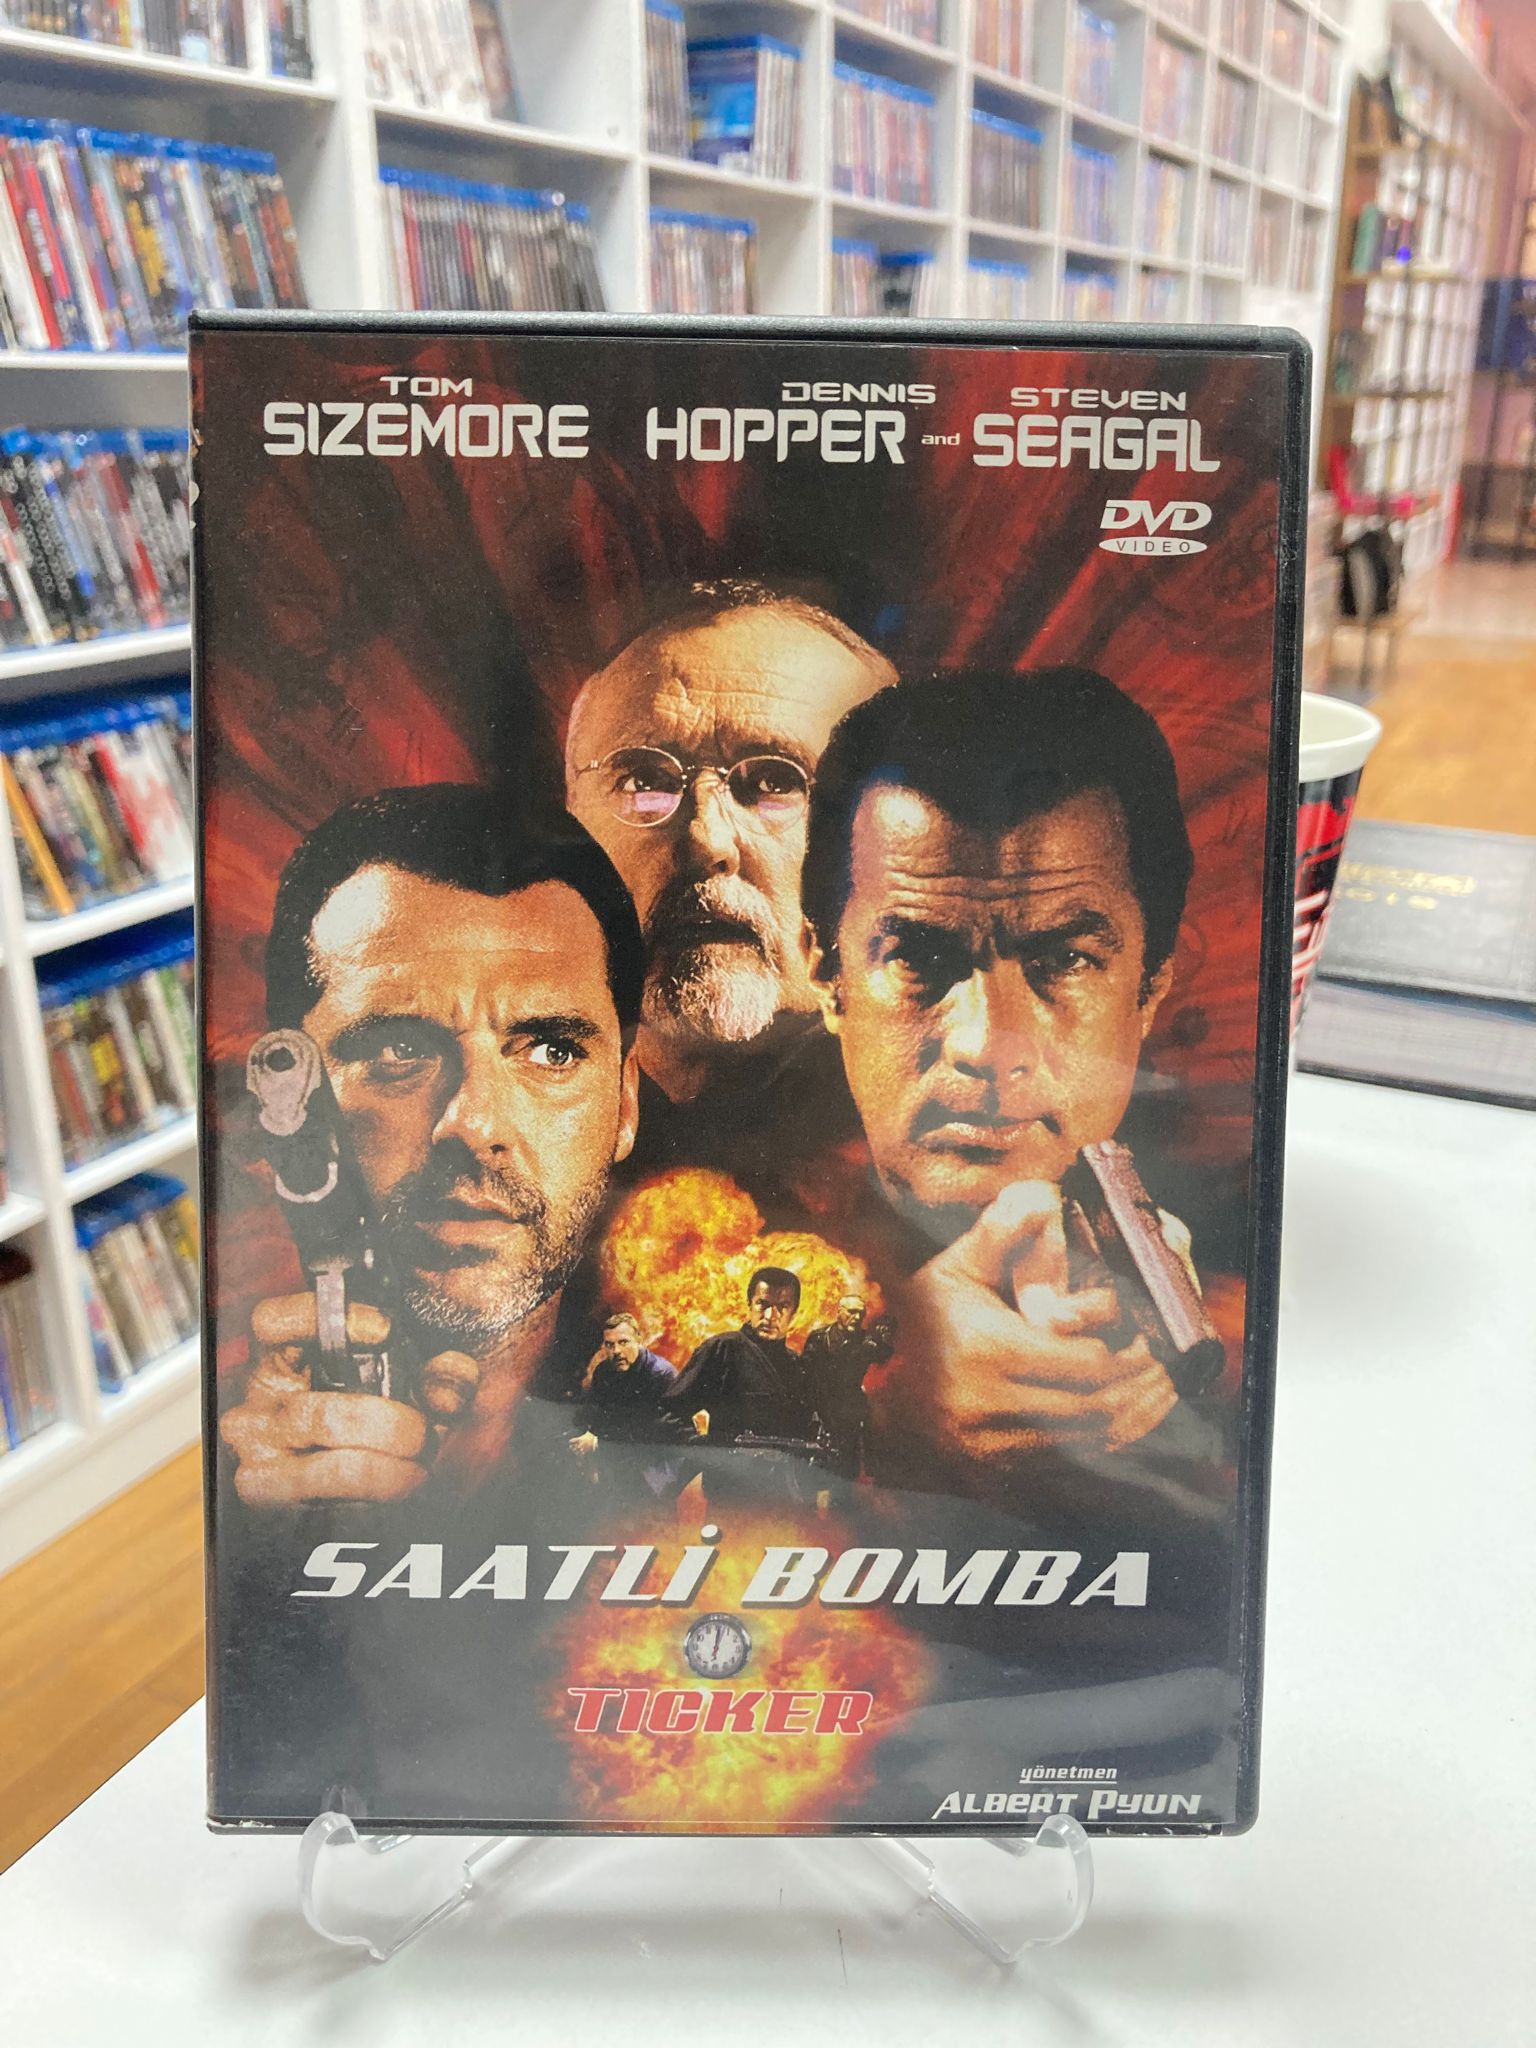 TOM
SIZEMORE
DENNIS
HOPPER and
STEVEN
SEAGAL
DVD
VIDEO
SAATLİ BOMBA
TICKER
yönetmen
ALBERT PYUN